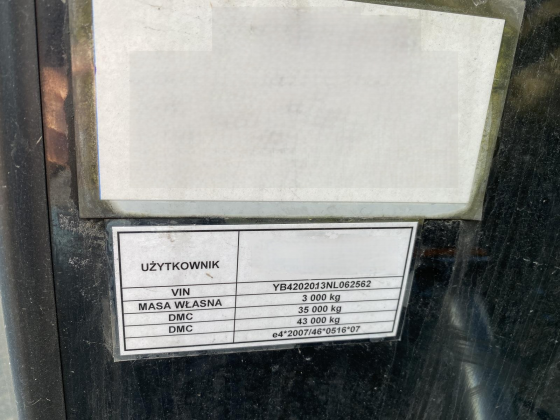 UŻYTKOWNIK
VIN YB4202013NL062562
MASA WŁASNA 3 000 kg
DMC 35 000 kg
DMC 43 000 kg
e4*2007/46*0516*07